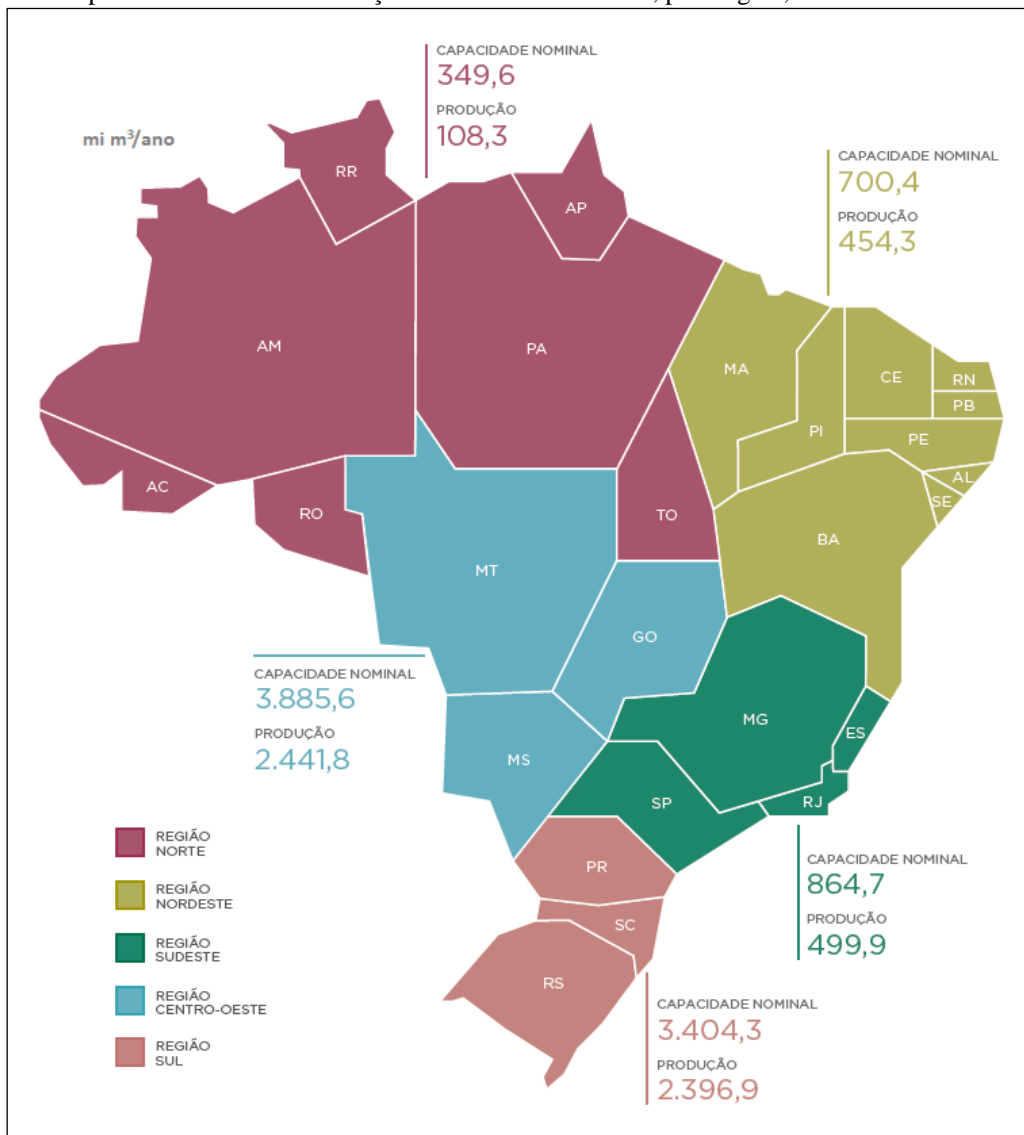 CAPACIDADE NOMINAL
349,6
PRODUÇÃO
108,3
mi m³/ano
CAPACIDADE NOMINAL
700,4
PRODUÇÃO
454,3
RR
AP
AM
PA
MA
CE
RN
PB
PI
PE
AL
SE
AC
RO
TO
BA
MT
GO
CAPACIDADE NOMINAL
3.885,6
PRODUÇÃO
2.441,8
MG
ES
MS
SP
RJ
REGIÃO
NORTE
REGIÃO
NORDESTE
REGIÃO
SUDESTE
REGIÃO
CENTRO-OESTE
REGIÃO
SUL
PR
SC
RS
CAPACIDADE NOMINAL
864,7
PRODUÇÃO
499,9
CAPACIDADE NOMINAL
3.404,3
PRODUÇÃO
2.396,9